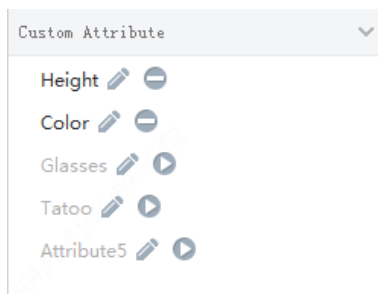 Custom Attribute
Height
Color
Glasses
Tatoo
Attribute5